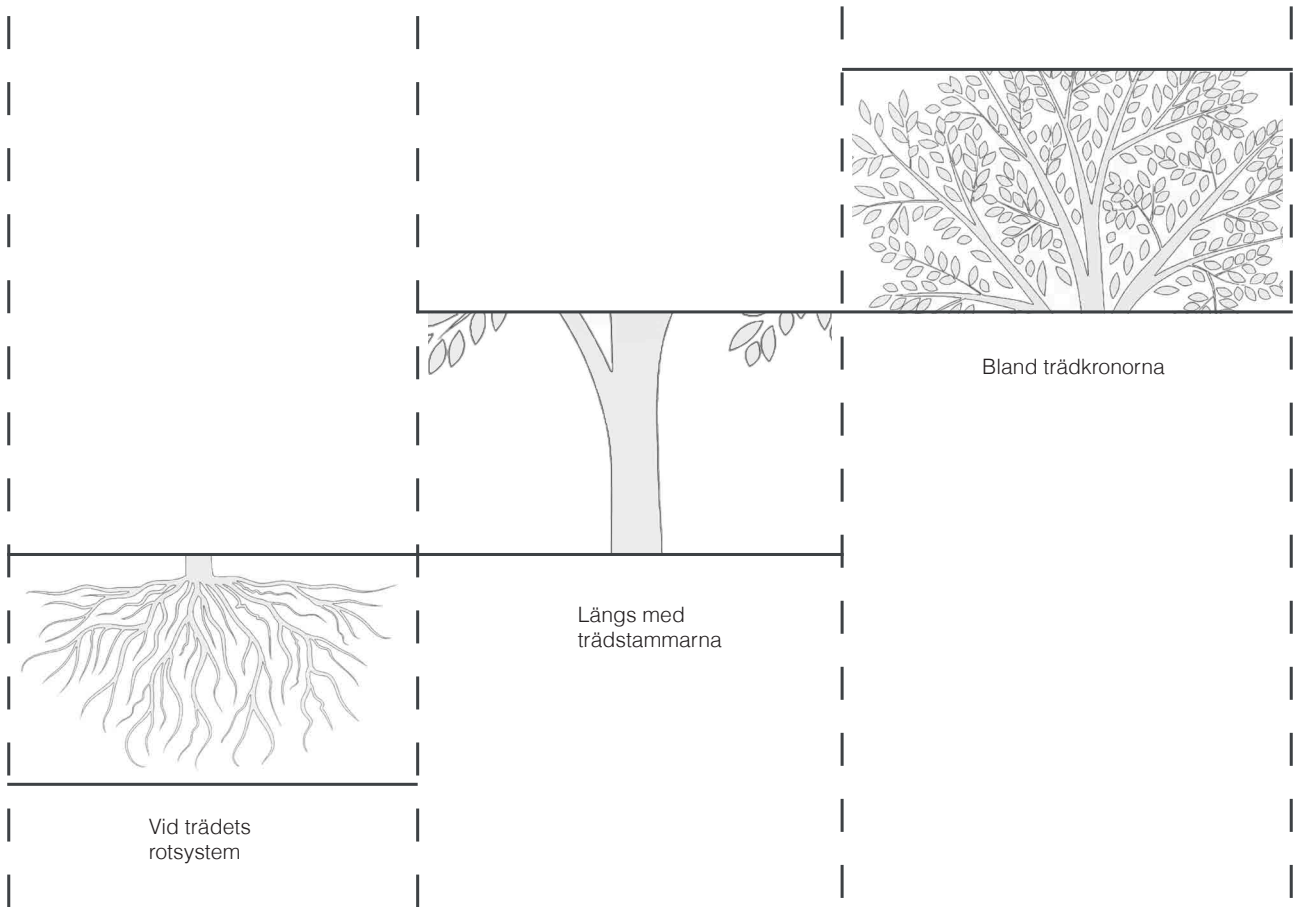 Bland trädkronorna
Längs med
trädstammarna
Vid trädets
rotsystem